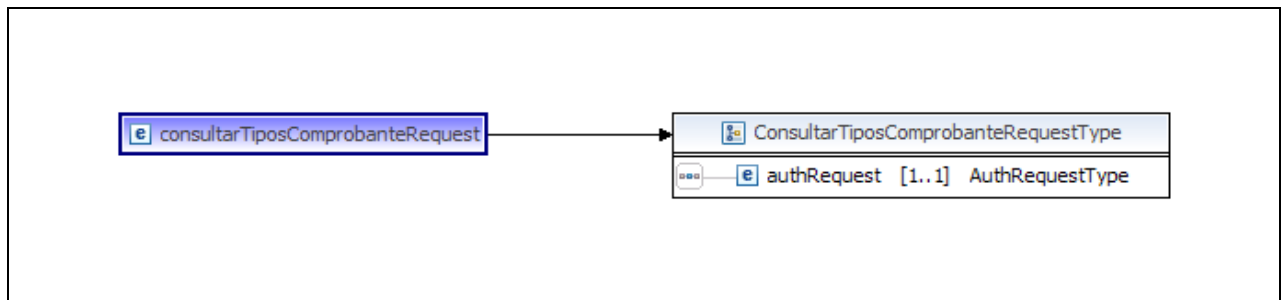 e consultarTiposComprobanteRequest
ConsultarTiposComprobanteRequestType
e authRequest [1..1] AuthRequestType